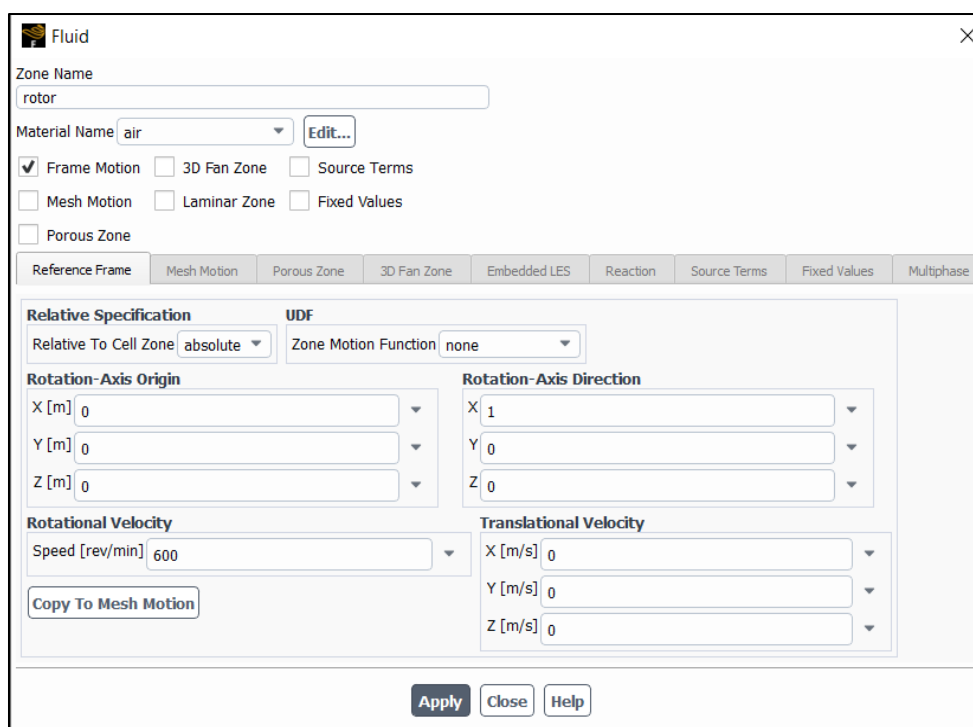 Fluid
Zone Name
rotor
Material Name air Edit...
Frame Motion 3D Fan Zone Source Terms
Mesh Motion Laminar Zone Fixed Values
Porous Zone
Reference Frame Mesh Motion Porous Zone 3D Fan Zone Embedded LES Reaction Source Terms Fixed Values Multiphase
Relative Specification UDF
Relative To Cell Zone absolute Zone Motion Function none
Rotation-Axis Origin Rotation-Axis Direction
X [m] 0 X 1
Y [m] 0 Y 0
Z [m] 0 Z 0
Rotational Velocity Translational Velocity
Speed [rev/min] 600 X [m/s] 0
Copy To Mesh Motion Y [m/s] 0
Z [m/s] 0
Apply Close Help